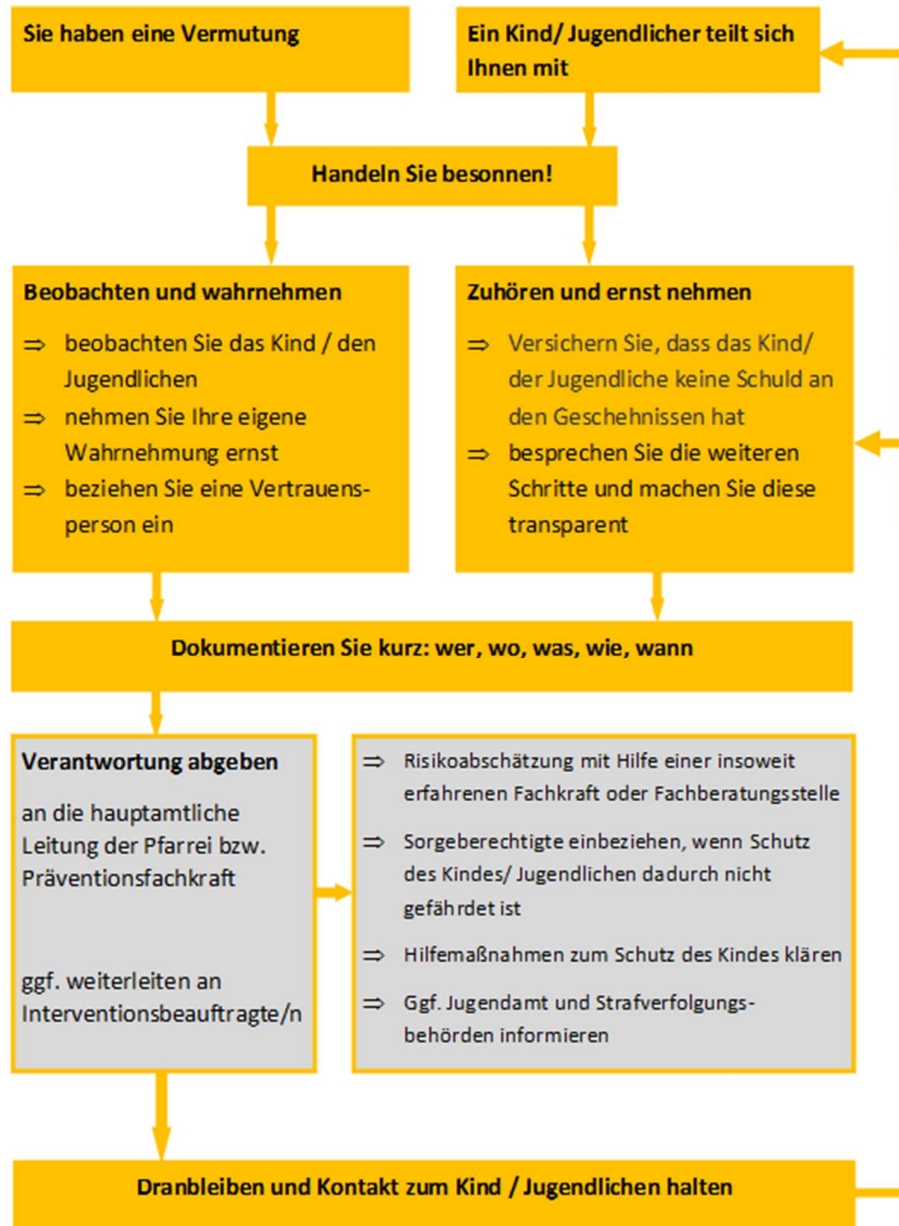 Sie haben eine Vermutung
Ein Kind/ Jugendlicher teilt sich
Ihnen mit
Handeln Sie besonnen!
Beobachten und wahrnehmen
⇒ beobachten Sie das Kind / den
Jugendlichen
⇒ nehmen Sie Ihre eigene
Wahrnehmung ernst
⇒ beziehen Sie eine Vertrauens-
person ein
Zuhören und ernst nehmen
⇒ Versichern Sie, dass das Kind/
der Jugendliche keine Schuld an
den Geschehnissen hat
⇒ besprechen Sie die weiteren
Schritte und machen Sie diese
transparent
Dokumentieren Sie kurz: wer, wo, was, wie, wann
Verantwortung abgeben
an die hauptamtliche
Leitung der Pfarrei bzw.
Präventionsfachkraft
ggf. weiterleiten an
Interventionsbeauftragte/n
⇒ Risikoabschätzung mit Hilfe einer insoweit
erfahrenen Fachkraft oder Fachberatungsstelle
⇒ Sorgeberechtigte einbeziehen, wenn Schutz
des Kindes/ Jugendlichen dadurch nicht
gefährdet ist
⇒ Hilfemaßnahmen zum Schutz des Kindes klären
⇒ Ggf. Jugendamt und Strafverfolgungs-
behörden informieren
Dranbleiben und Kontakt zum Kind / Jugendlichen halten